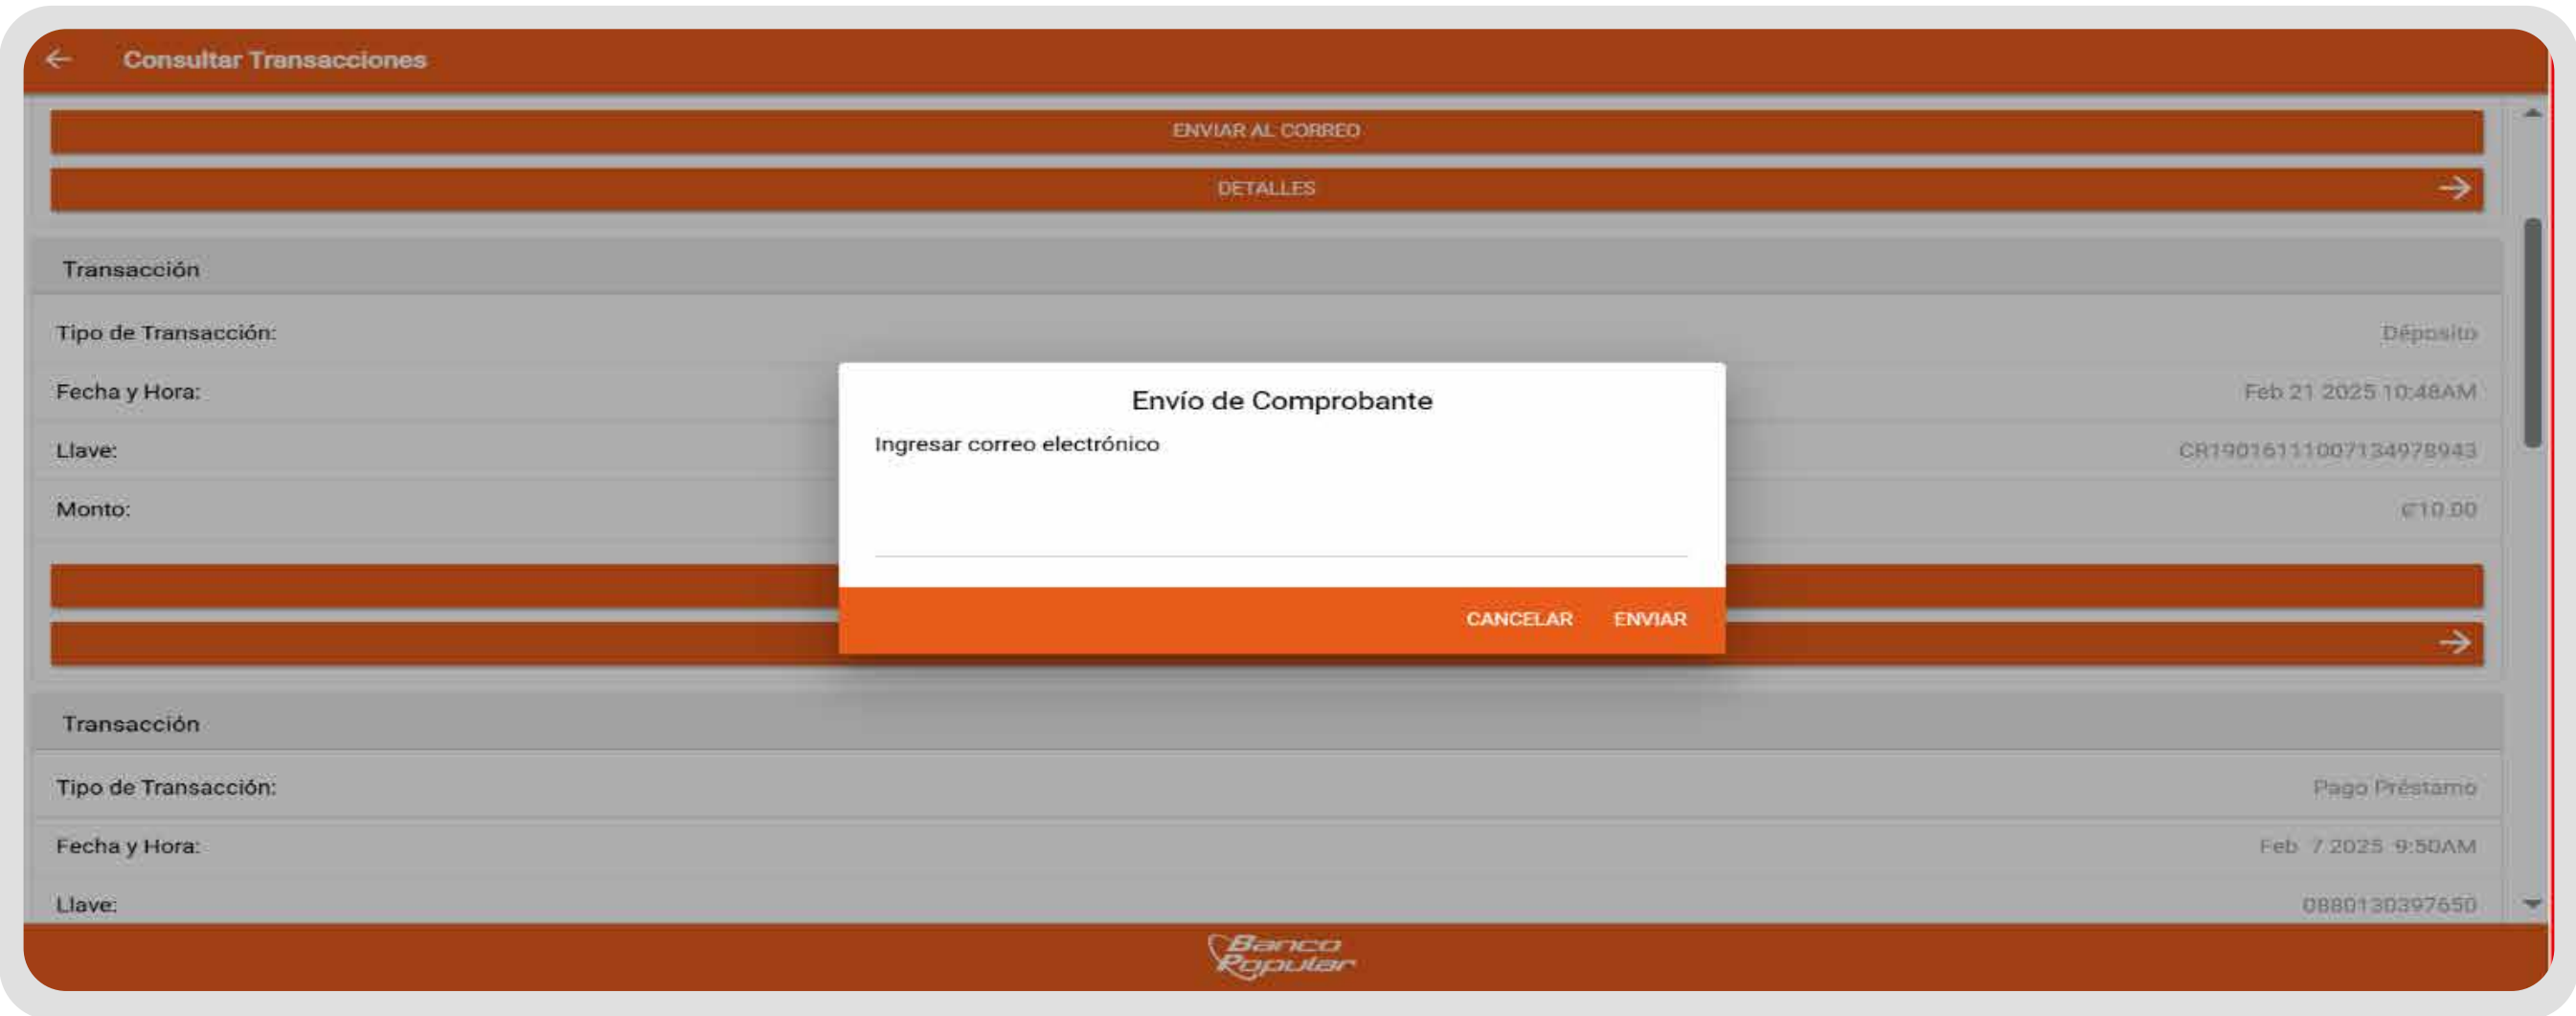 Consultar Transacciones
ENVIAR AL CORREO
DETALLES
Transacción
Tipo de Transacción: Déposito
Fecha y Hora: Feb 21 2025 10:48AM
Llave: CR19016111007134978943
Monto: ₡10.00
Envío de Comprobante
Ingresar correo electrónico
CANCELAR ENVIAR
Transacción
Tipo de Transacción: Pago Préstamo
Fecha y Hora: Feb 7 2025 9:50AM
Llave: 0880130397650
Banco
Popular